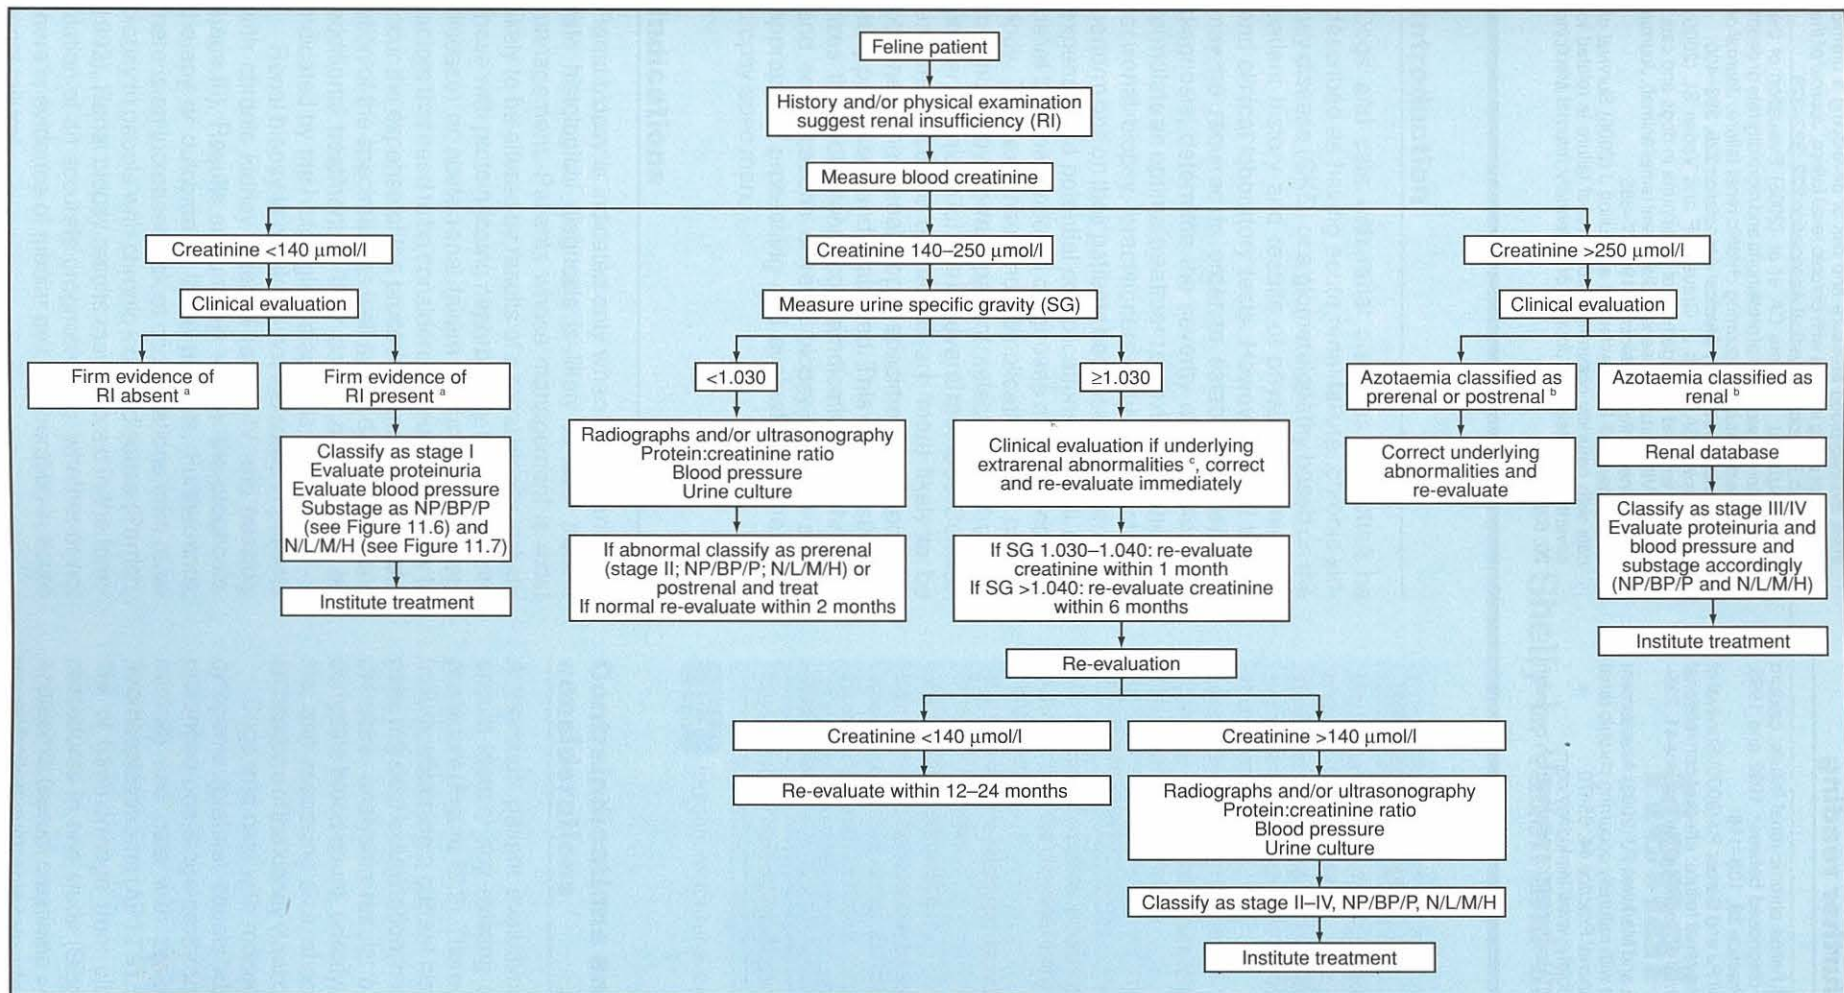 Feline patient
History and/or physical examination
suggest renal insufficiency (RI)
Measure blood creatinine
Creatinine <140 μmol/l
Creatinine 140–250 μmol/l
Creatinine >250 μmol/l
Clinical evaluation
Measure urine specific gravity (SG)
Clinical evaluation
Firm evidence of
RI absent ᵃ
Firm evidence of
RI present ᵃ
<1.030
≥1.030
Azotaemia classified as
prerenal or postrenal ᵇ
Azotaemia classified as
renal ᵇ
Classify as stage I
Evaluate proteinuria
Evaluate blood pressure
Substage as NP/BP/P
(see Figure 11.6) and
N/L/M/H (see Figure 11.7)
Radiographs and/or ultrasonography
Protein:creatinine ratio
Blood pressure
Urine culture
Clinical evaluation if underlying
extrarenal abnormalities ᶜ, correct
and re-evaluate immediately
Correct underlying
abnormalities and
re-evaluate
Renal database
Classify as stage III/IV
Evaluate proteinuria and
blood pressure and
substage accordingly
(NP/BP/P and N/L/M/H)
Institute treatment
If abnormal classify as prerenal
(stage II; NP/BP/P; N/L/M/H) or
postrenal and treat
If normal re-evaluate within 2 months
If SG 1.030–1.040: re-evaluate
creatinine within 1 month
If SG >1.040: re-evaluate creatinine
within 6 months
Institute treatment
Re-evaluation
Creatinine <140 μmol/l
Creatinine >140 μmol/l
Re-evaluate within 12–24 months
Radiographs and/or ultrasonography
Protein:creatinine ratio
Blood pressure
Urine culture
Classify as stage II–IV, NP/BP/P, N/L/M/H
Institute treatment